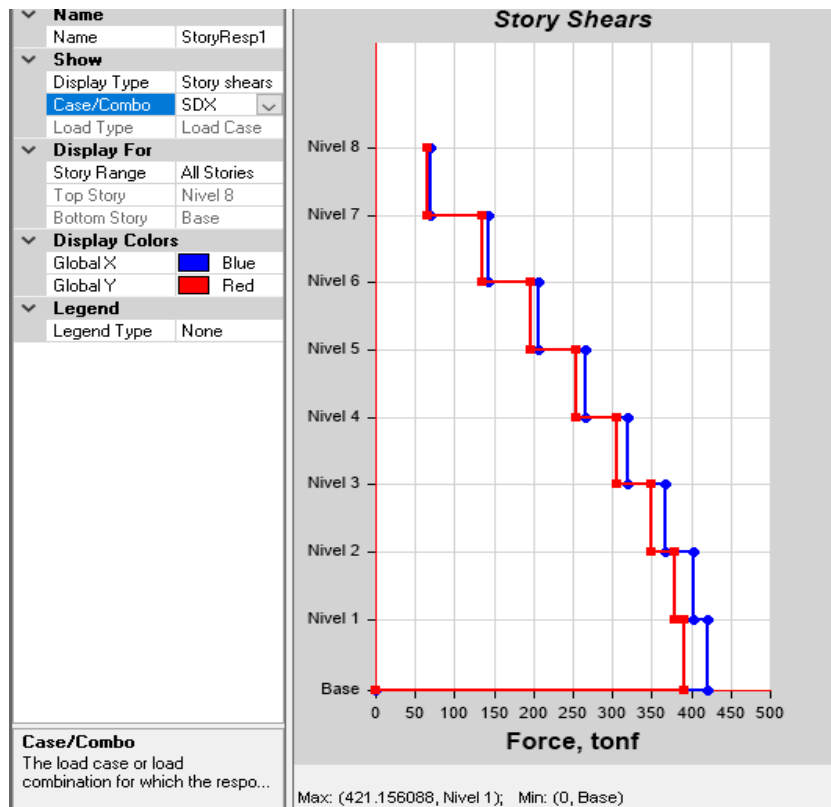 Name
Name StoryResp1
Show
Display Type Story shears
Case/Combo SDX
Load Type Load Case
Display For
Story Range All Stories
Top Story Nivel 8
Bottom Story Base
Display Colors
Global X Blue
Global Y Red
Legend
Legend Type None
Case/Combo
The load case or load
combination for which the respo...
Story Shears
Nivel 8
Nivel 7
Nivel 6
Nivel 5
Nivel 4
Nivel 3
Nivel 2
Nivel 1
Base
0 50 100 150 200 250 300 350 400 450 500
Force, tonf
Max: (421.156088, Nivel 1); Min: (0, Base)